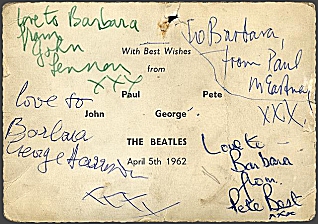 Love to Barbara
from
John
Lennon
XXX
To Barbara,
from Paul
McCartney
XXX.
With Best Wishes
from
Paul Pete
John George
THE BEATLES
April 5th 1962
love to
Barbara
George Harrison
XXX
Love to
Barbara
from
Pete Best
xxx